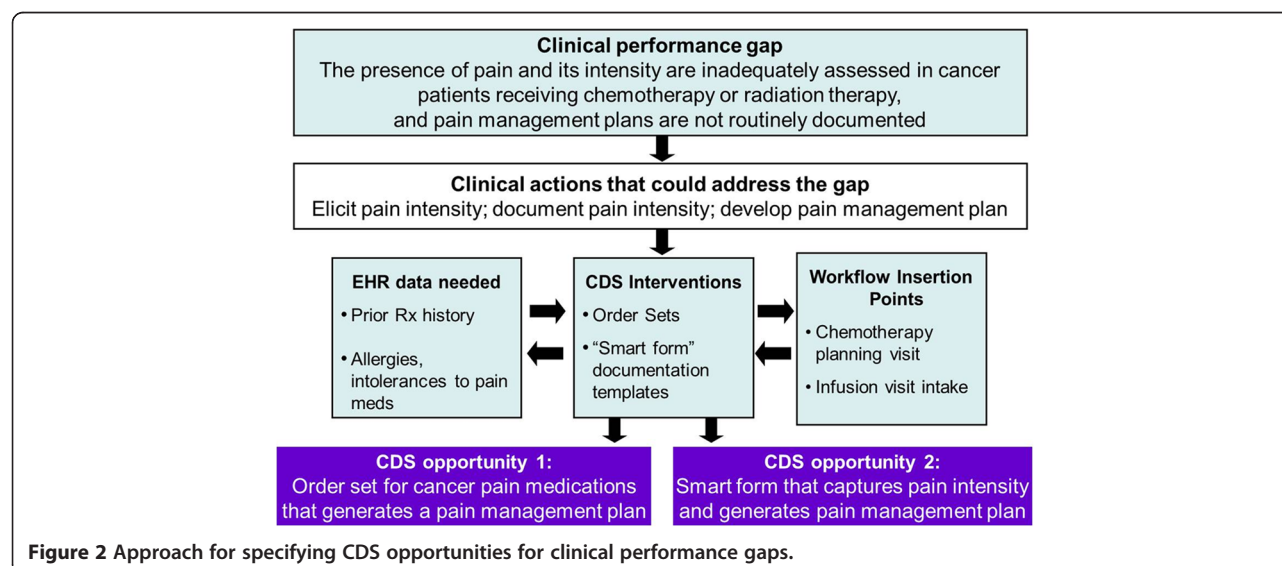 Clinical performance gap
The presence of pain and its intensity are inadequately assessed in cancer
patients receiving chemotherapy or radiation therapy,
and pain management plans are not routinely documented
Clinical actions that could address the gap
Elicit pain intensity; document pain intensity; develop pain management plan
EHR data needed
• Prior Rx history
• Allergies,
intolerances to pain
meds
CDS Interventions
• Order Sets
• “Smart form”
documentation
templates
Workflow Insertion
Points
• Chemotherapy
planning visit
• Infusion visit intake
CDS opportunity 1:
Order set for cancer pain medications
that generates a pain management plan
CDS opportunity 2:
Smart form that captures pain intensity
and generates pain management plan
Figure 2 Approach for specifying CDS opportunities for clinical performance gaps.